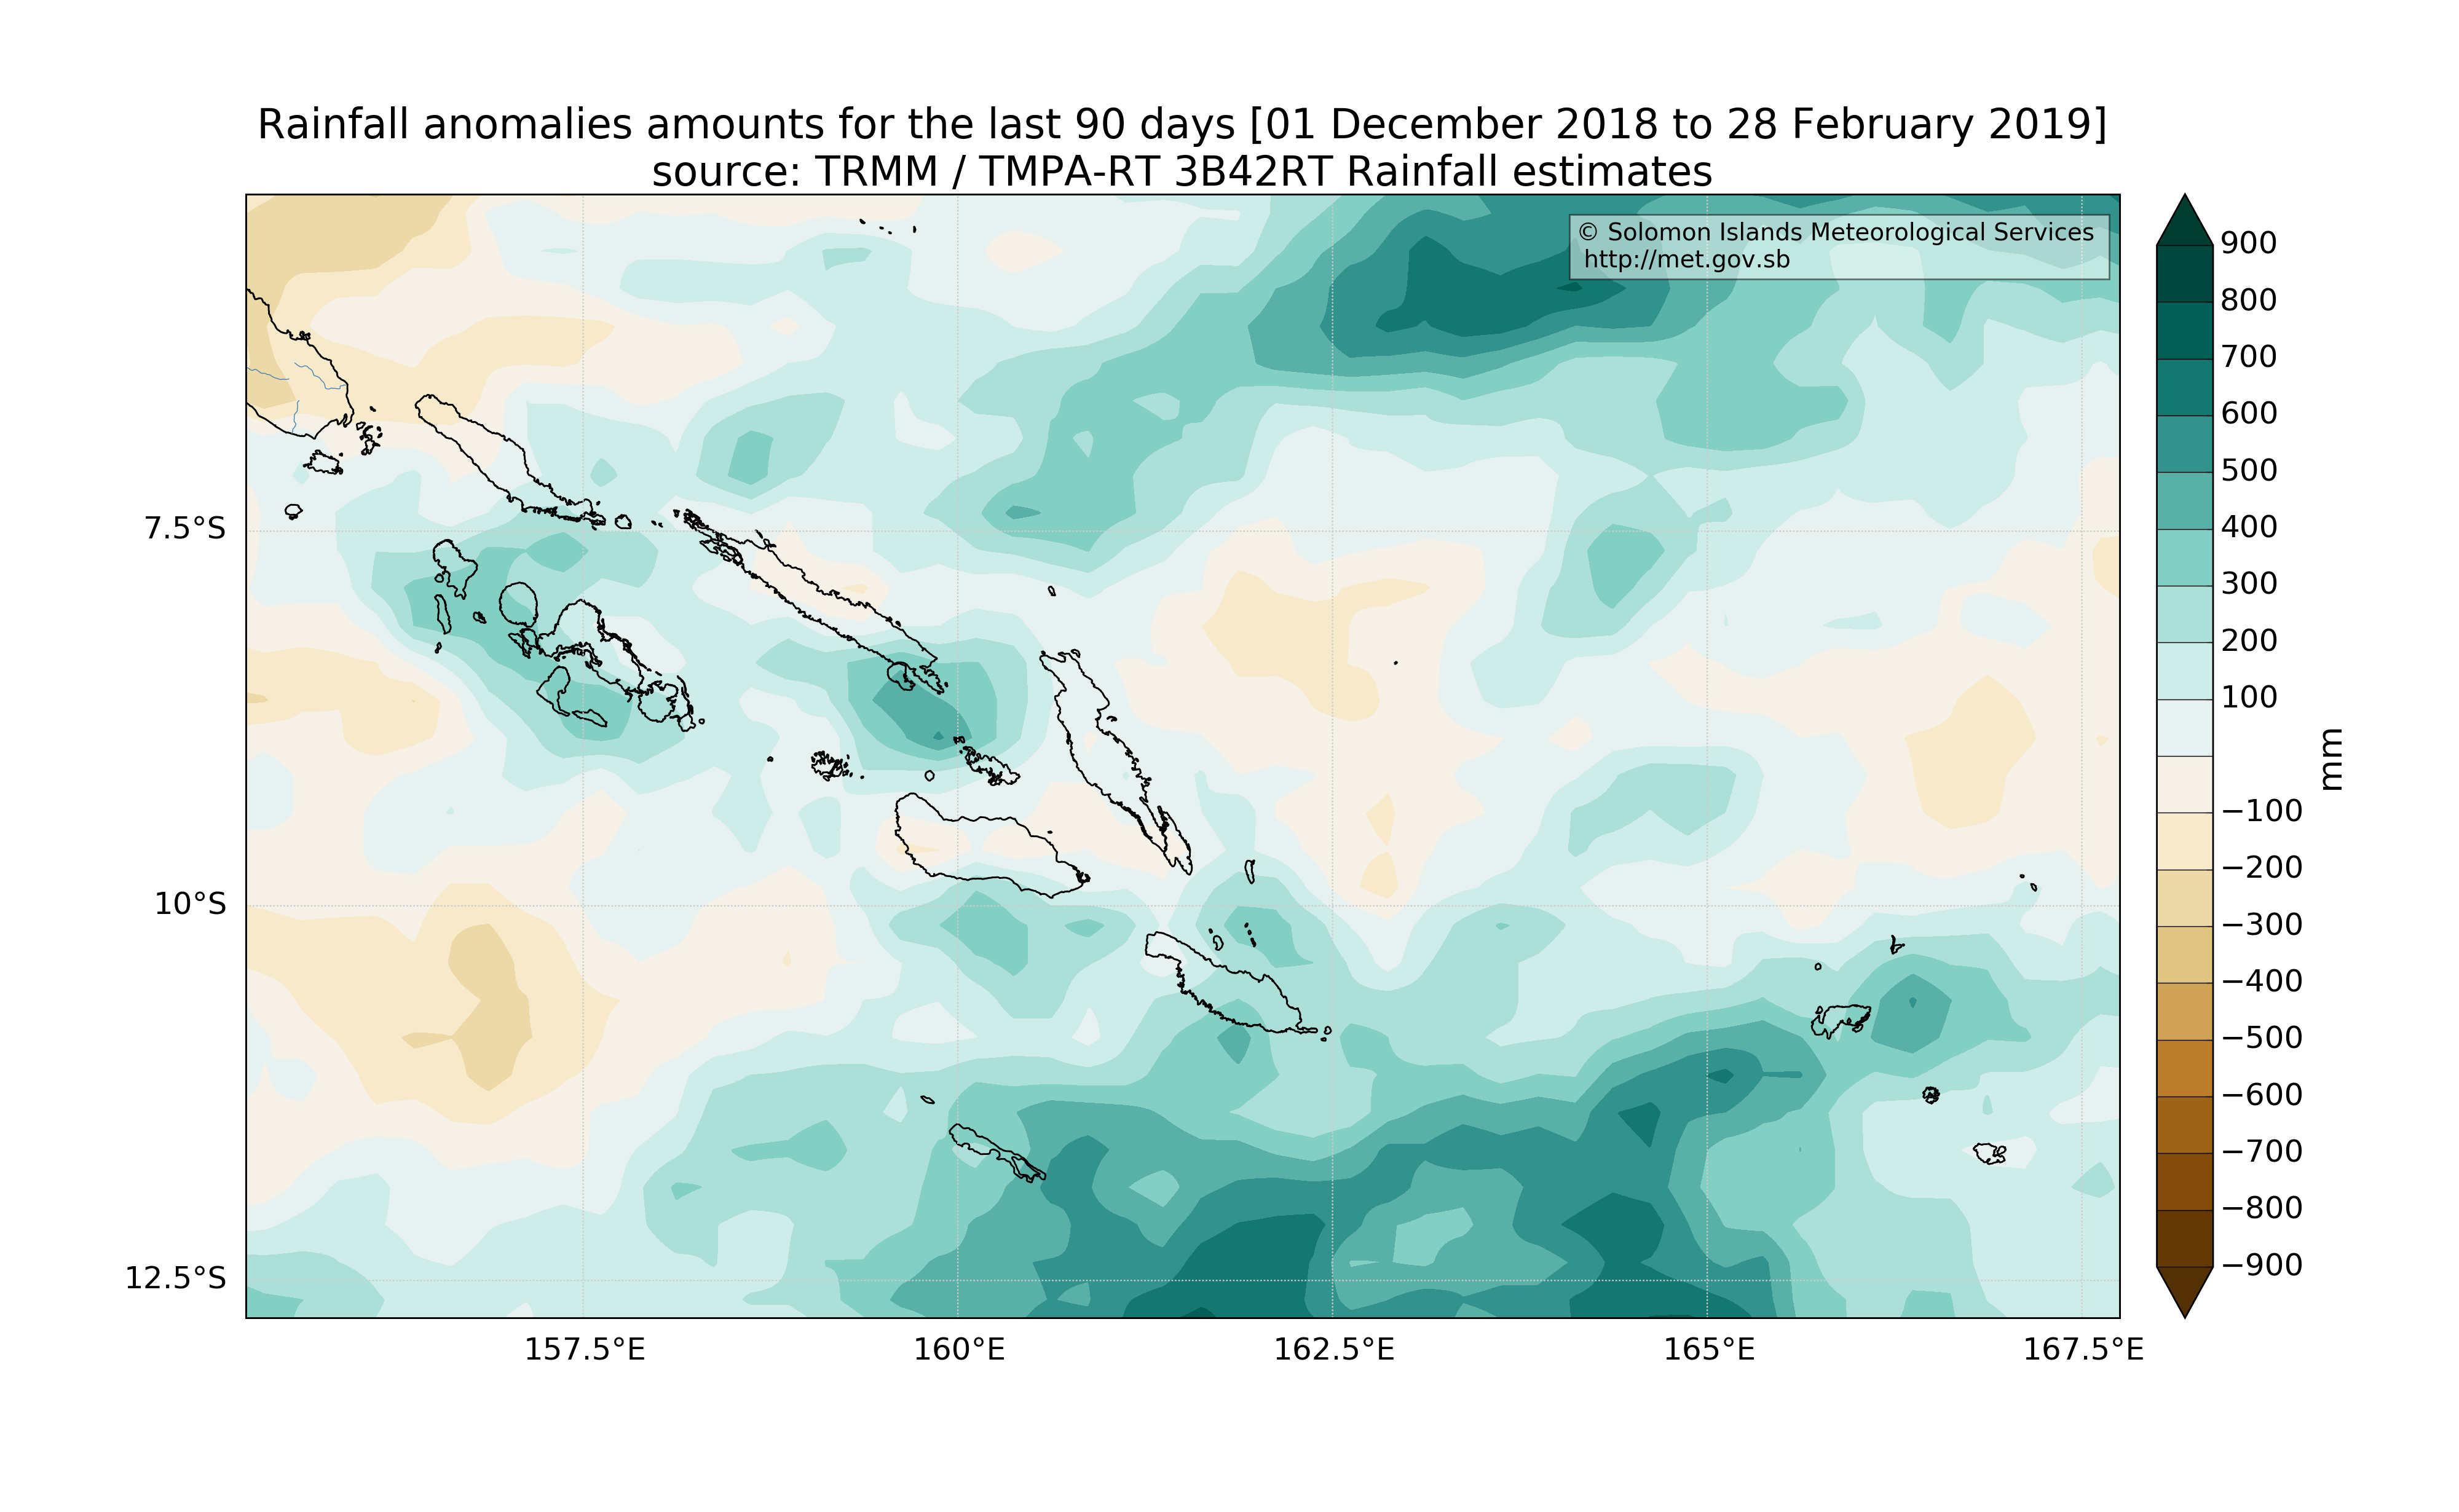 Rainfall anomalies amounts for the last 90 days [01 December 2018 to 28 February 2019]
source: TRMM / TMPA-RT 3B42RT Rainfall estimates
© Solomon Islands Meteorological Services
http://met.gov.sb
7.5°S
10°S
12.5°S
157.5°E
160°E
162.5°E
165°E
167.5°E
900
800
700
600
500
400
300
200
100
−100
−200
−300
−400
−500
−600
−700
−800
−900
mm